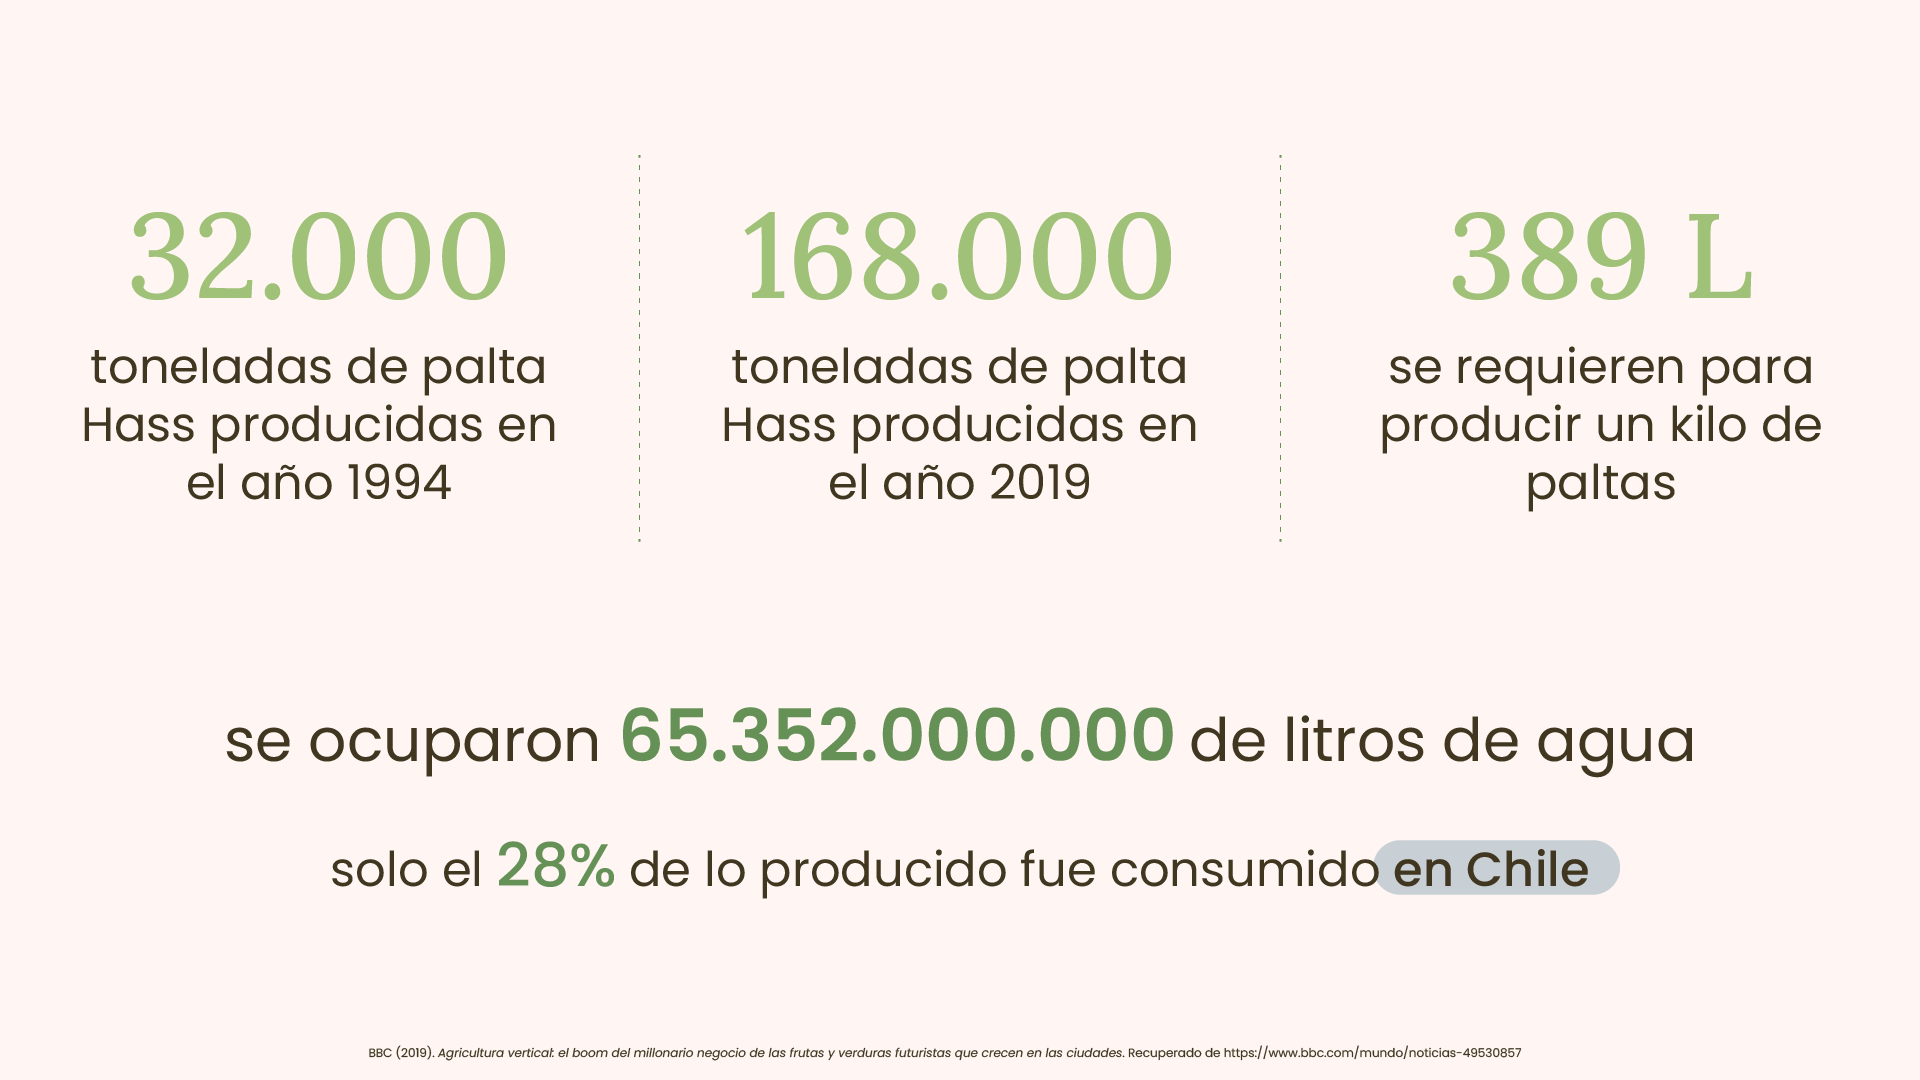 32.000
toneladas de palta
Hass producidas en
el año 1994
168.000
toneladas de palta
Hass producidas en
el año 2019
389 L
se requieren para
producir un kilo de
paltas
se ocuparon 65.352.000.000 de litros de agua
solo el 28% de lo producido fue consumido en Chile
BBC (2019). Agricultura vertical: el boom del millonario negocio de las frutas y verduras futuristas que crecen en las ciudades. Recuperado de https://www.bbc.com/mundo/noticias-49530857